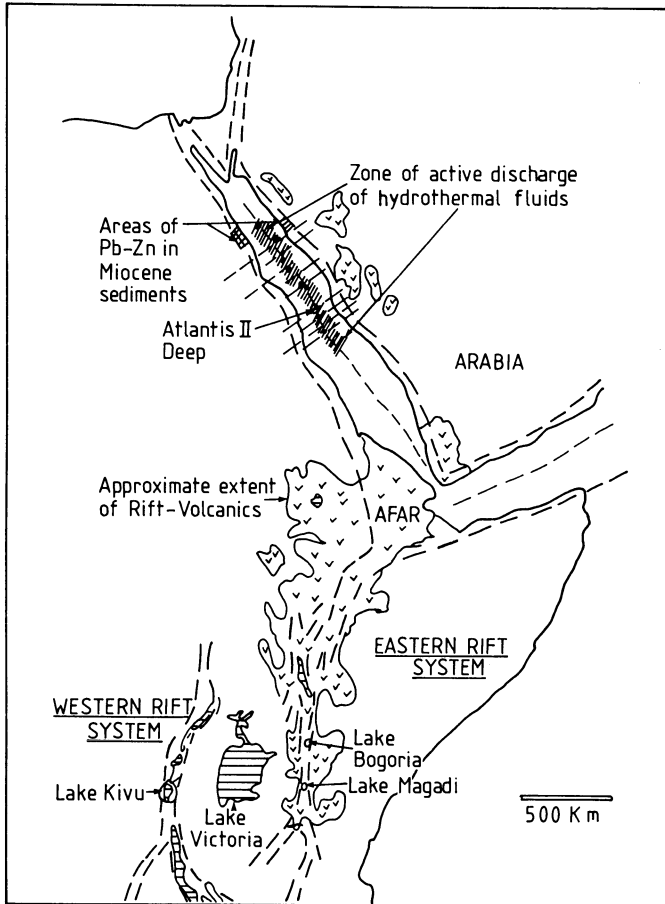 Zone of active discharge
of hydrothermal fluids
Areas of
Pb-Zn in
Miocene
sediments
Atlantis II
Deep
ARABIA
Approximate extent
of Rift-Volcanics
AFAR
EASTERN RIFT
SYSTEM
WESTERN RIFT
SYSTEM
Lake
Bogoria
Lake Kivu
Lake Magadi
Lake
Victoria
500 Km